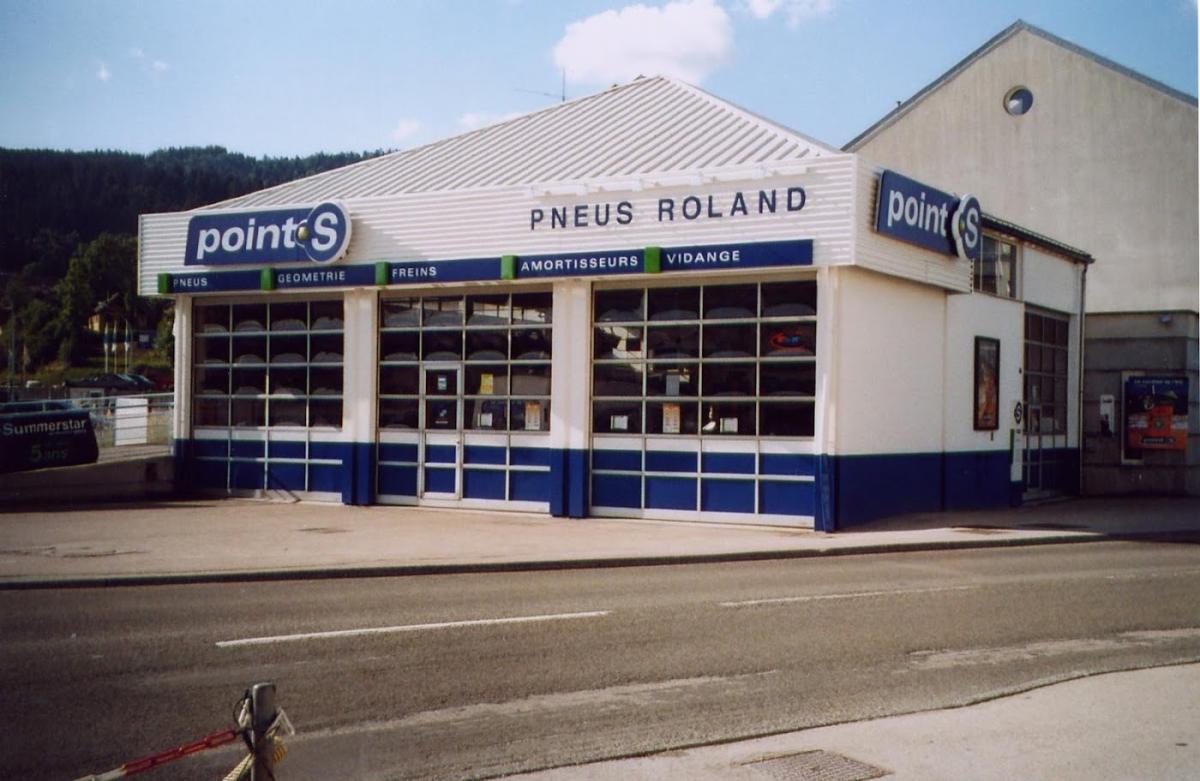 PNEUS ROLAND
point S
point S
PNEUS GEOMETRIE FREINS AMORTISSEURS VIDANGE
Summerstar
5 ans